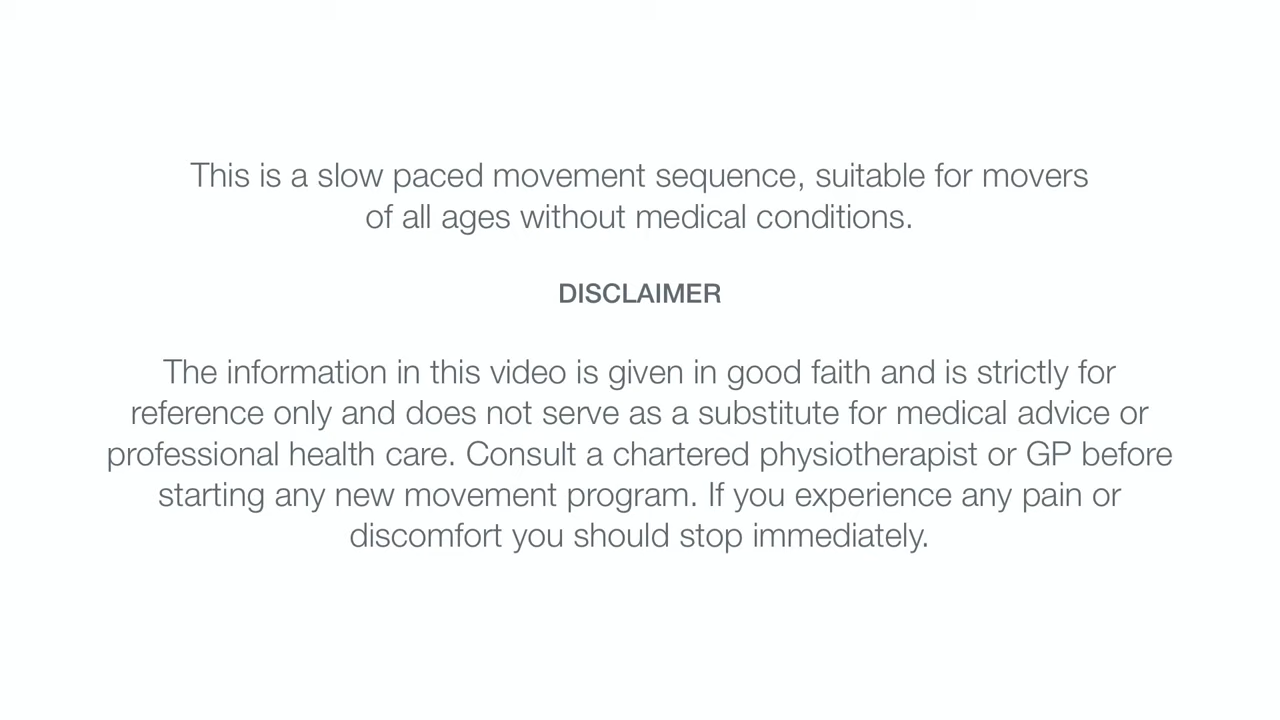 This is a slow paced movement sequence, suitable for movers
of all ages without medical conditions.
DISCLAIMER
The information in this video is given in good faith and is strictly for
reference only and does not serve as a substitute for medical advice or
professional health care. Consult a chartered physiotherapist or GP before
starting any new movement program. If you experience any pain or
discomfort you should stop immediately.